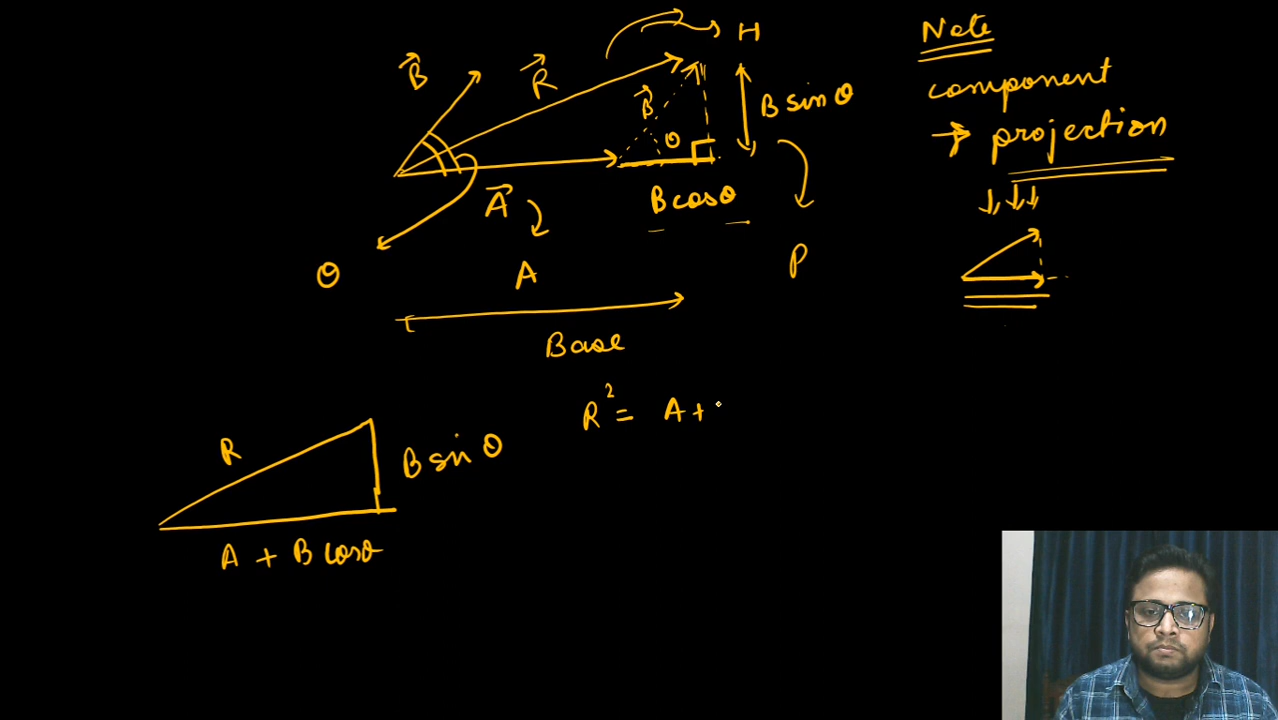 H
Note
B
R
component
B
B sin θ
θ
→ projection
A
B cos θ
θ
A
P
Base
R² = A +
R
B sin θ
A + B cos θ